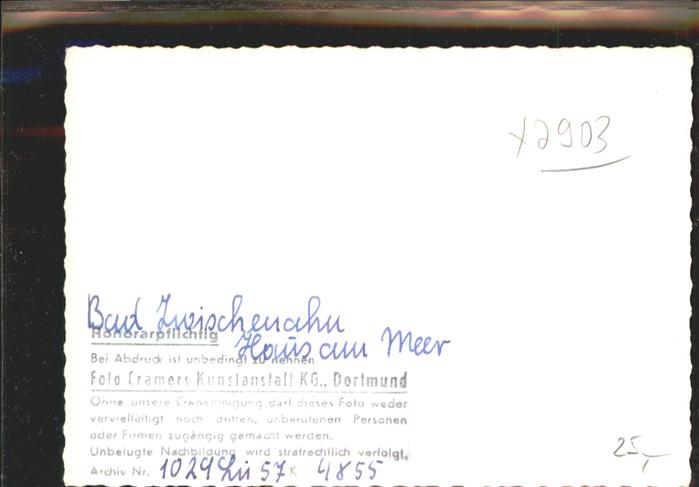 x2903
Bad Zwischenahn
Haus am Meer
Honorarpflichtig
Bei Abdruck ist unbedingt zu nennen
Foto Cramers Kunstanstalt KG., Dortmund
Ohne unsere Genehmigung darf dieses Foto weder
vervielfältigt noch dritten, unberufenen Personen
oder Firmen zugängig gemacht werden.
Unbefugte Nachbildung wird strafrechtlich verfolgt.
Archiv Nr. 1029 Lü 57 K 4855
25,-